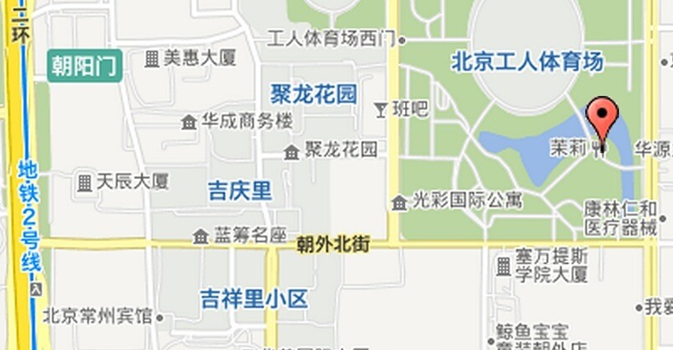 二环
朝阳门
美惠大厦
工人体育场西门
北京工人体育场
聚龙花园
班吧
华成商务楼
聚龙花园
茉莉
华源
地铁2号线
天辰大厦
吉庆里
光彩国际公寓
康林仁和
医疗器械
蓝筹名座
朝外北街
塞万提斯
学院大厦
吉祥里小区
北京常州宾馆
我爱
鲸鱼宝宝